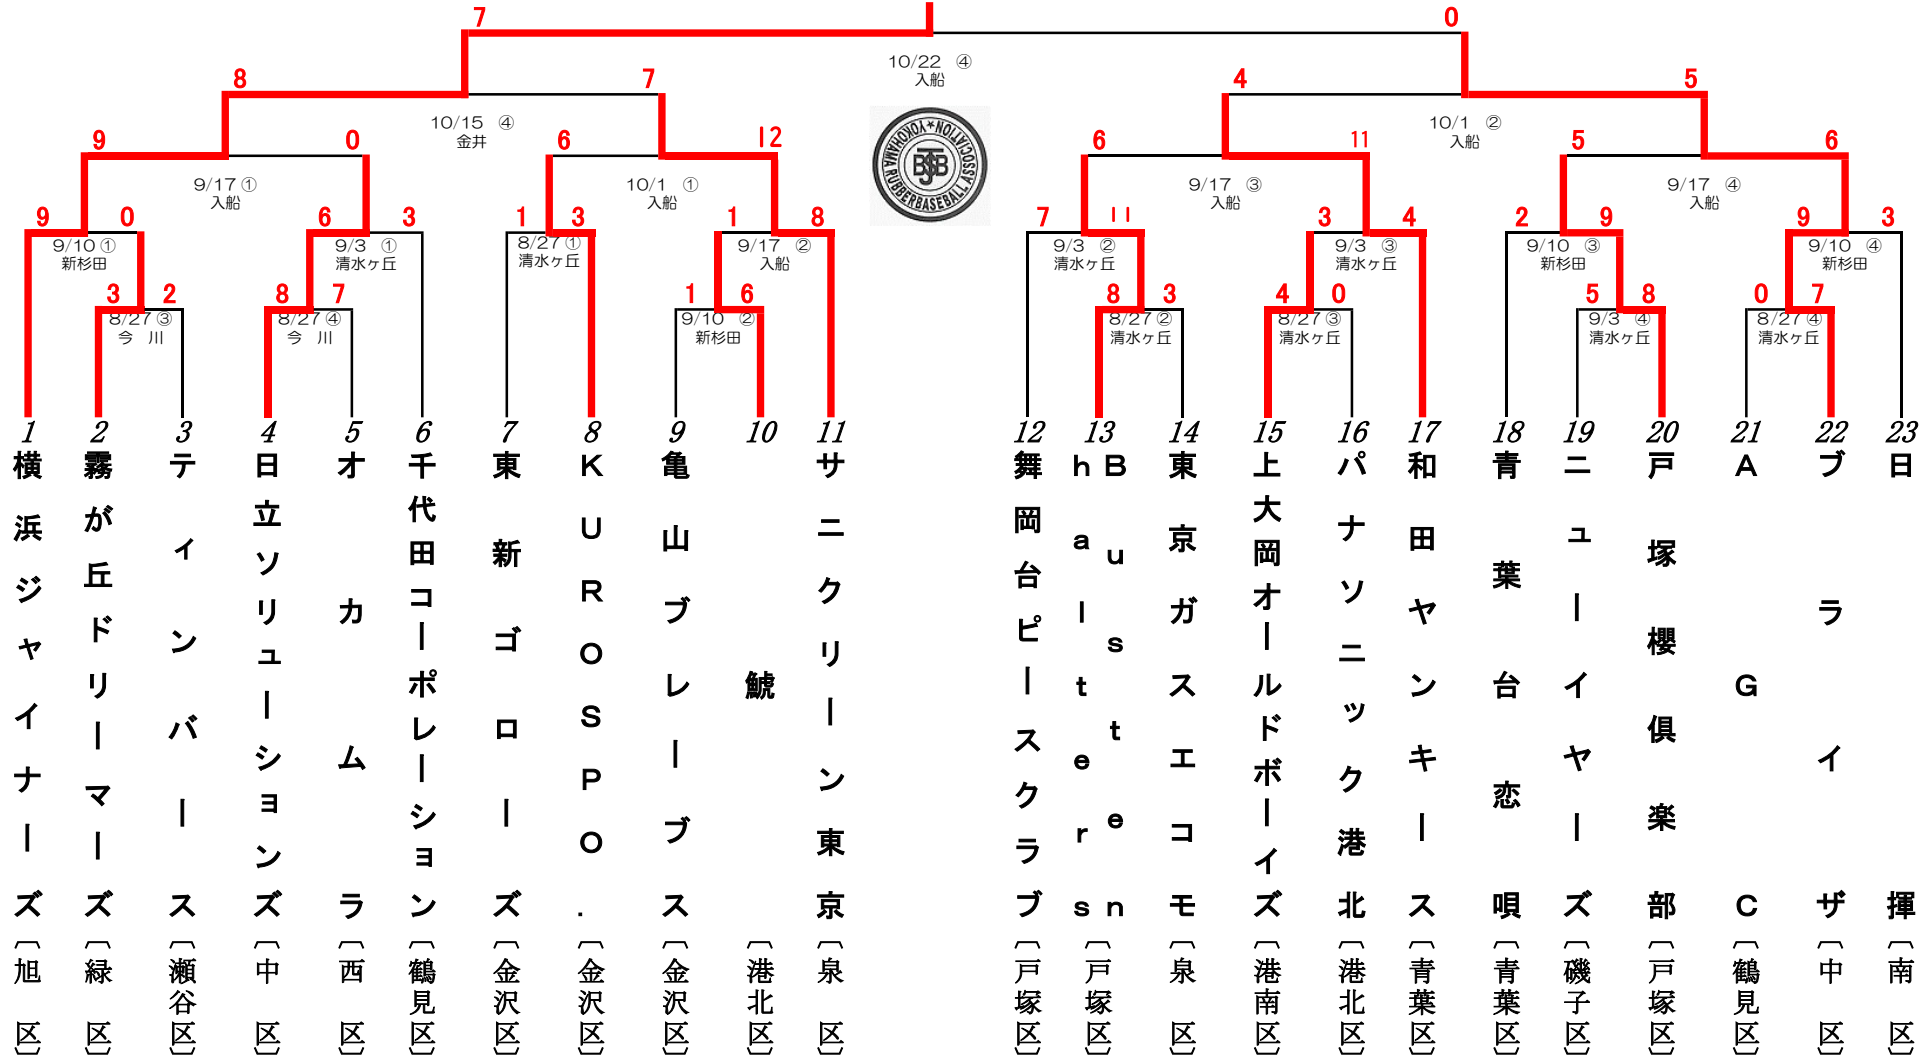 7 0
10/22 ④
入船
8 7 4 5
10/15 ④
金井
10/1 ②
入船
YOKOHAMA RUBBERBASEBALL ASSOCIATION
9 0 6 12 6 11 5 6
9/17 ① 10/1 ① 9/17 ③ 9/17 ④
入船 入船 入船 入船
9 0 6 3 1 3 1 8 7 11 3 4 2 9 9 3
9/10 ① 9/3 ① 8/27 ① 9/17 ② 9/3 ② 9/3 ③ 9/10 ③ 9/10 ④
新杉田 清水ヶ丘 清水ヶ丘 入船 清水ヶ丘 清水ヶ丘 新杉田 新杉田
3 2 8 7 1 6 8 3 4 0 5 8 0 7
8/27 ③ 8/27 ④ 9/10 ② 8/27 ② 8/27 ③ 9/3 ④ 8/27 ④
今 川 今 川 新杉田 清水ヶ丘 清水ヶ丘 清水ヶ丘 清水ヶ丘
1 横浜ジャイナーズ〔旭 区〕
2 霧が丘ドリーマーズ〔緑 区〕
3 ティンバース〔瀬谷区〕
4 日立ソリューションズ〔中 区〕
5 オカムラ〔西 区〕
6 千代田コーポレーション〔鶴見区〕
7 東新ゴローズ〔金沢区〕
8 KUROSPO.〔金沢区〕
9 亀山ブレーブス〔金沢区〕
10 鯱〔港北区〕
11 サニクリーン東京〔泉 区〕
12 舞岡台ピースクラブ〔戸塚区〕
13 Bustten halters〔戸塚区〕
14 東京ガスエコモ〔泉 区〕
15 上大岡オールドボーイズ〔港南区〕
16 パナソニック港北〔港北区〕
17 和田ヤンキース〔青葉区〕
18 青葉台恋唄〔青葉区〕
19 ニューイヤーズ〔磯子区〕
20 戸塚櫻倶楽部〔戸塚区〕
21 AGC〔鶴見区〕
22 ブライザ〔中 区〕
23 日揮〔南 区〕